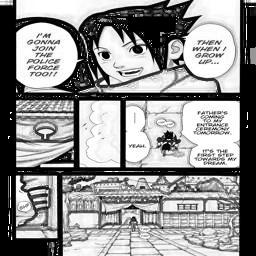 I'M
GONNA
JOIN
THE
POLICE
FORCE
TOO!!
THEN
WHEN I
GROW
UP...
FATHER'S
COMING
TO MY
ENTRANCE
CEREMONY
TOMORROW.
YEAH.
IT'S THE
FIRST STEP
TOWARDS MY
DREAM.